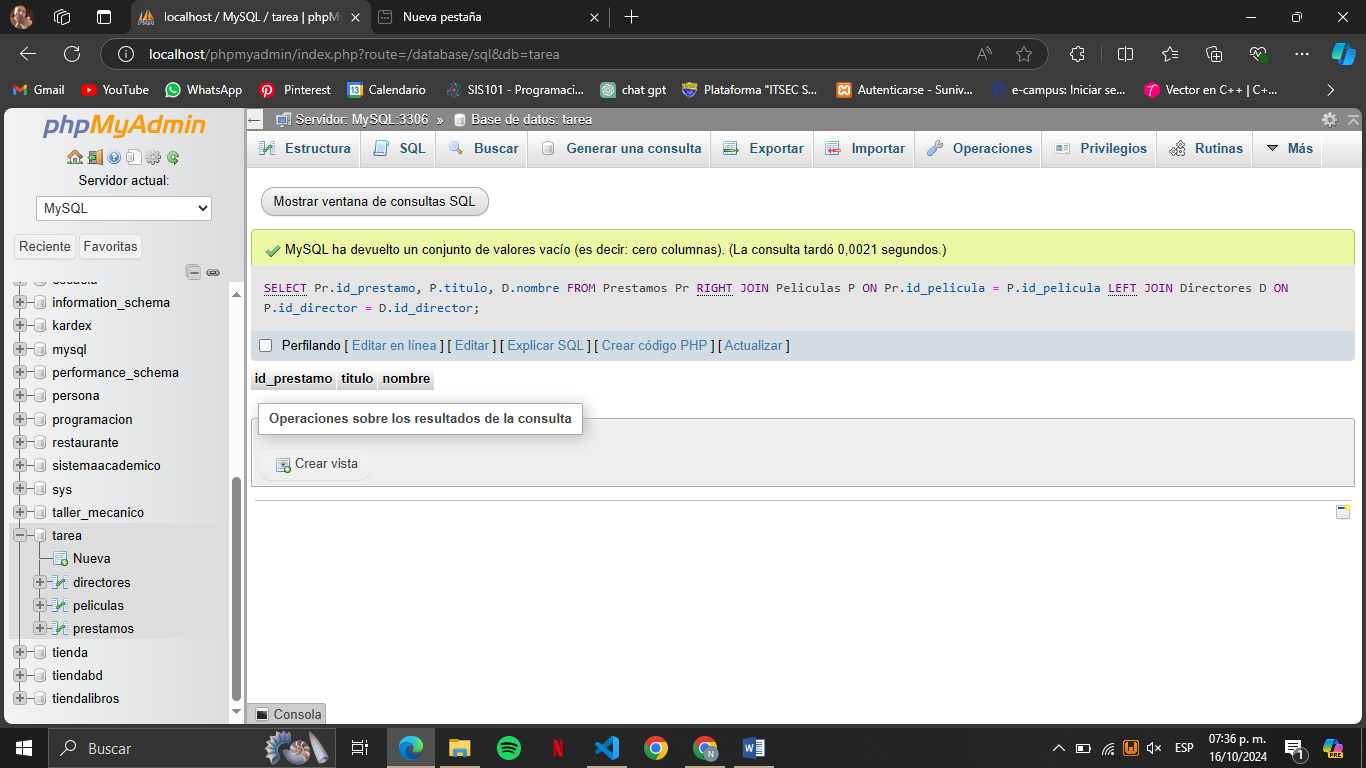 localhost / MySQL / tarea | phpMy
Nueva pestaña
localhost/phpmyadmin/index.php?route=/database/sql&db=tarea
Gmail
YouTube
WhatsApp
Pinterest
Calendario
SIS101 - Programaci...
chat gpt
Plataforma "ITSEC S...
Autenticarse - Suniv...
e-campus: Iniciar se...
Vector en C++ | C+...
phpMyAdmin
Servidor actual:
MySQL
Reciente
Favoritas
information_schema
kardex
mysql
performance_schema
persona
programacion
restaurante
sistemaacademico
sys
taller_mecanico
tarea
Nueva
directores
peliculas
prestamos
tienda
tiendabd
tiendalibros
Servidor: MySQL:3306 » Base de datos: tarea
Estructura
SQL
Buscar
Generar una consulta
Exportar
Importar
Operaciones
Privilegios
Rutinas
Más
Mostrar ventana de consultas SQL
MySQL ha devuelto un conjunto de valores vacío (es decir: cero columnas). (La consulta tardó 0,0021 segundos.)
SELECT Pr.id_prestamo, P.titulo, D.nombre FROM Prestamos Pr RIGHT JOIN Peliculas P ON Pr.id_pelicula = P.id_pelicula LEFT JOIN Directores D ON
P.id_director = D.id_director;
Perfilando [ Editar en línea ] [ Editar ] [ Explicar SQL ] [ Crear código PHP ] [ Actualizar ]
id_prestamo titulo nombre
Operaciones sobre los resultados de la consulta
Crear vista
Consola
Buscar
ESP
07:36 p. m.
16/10/2024
1
PRE